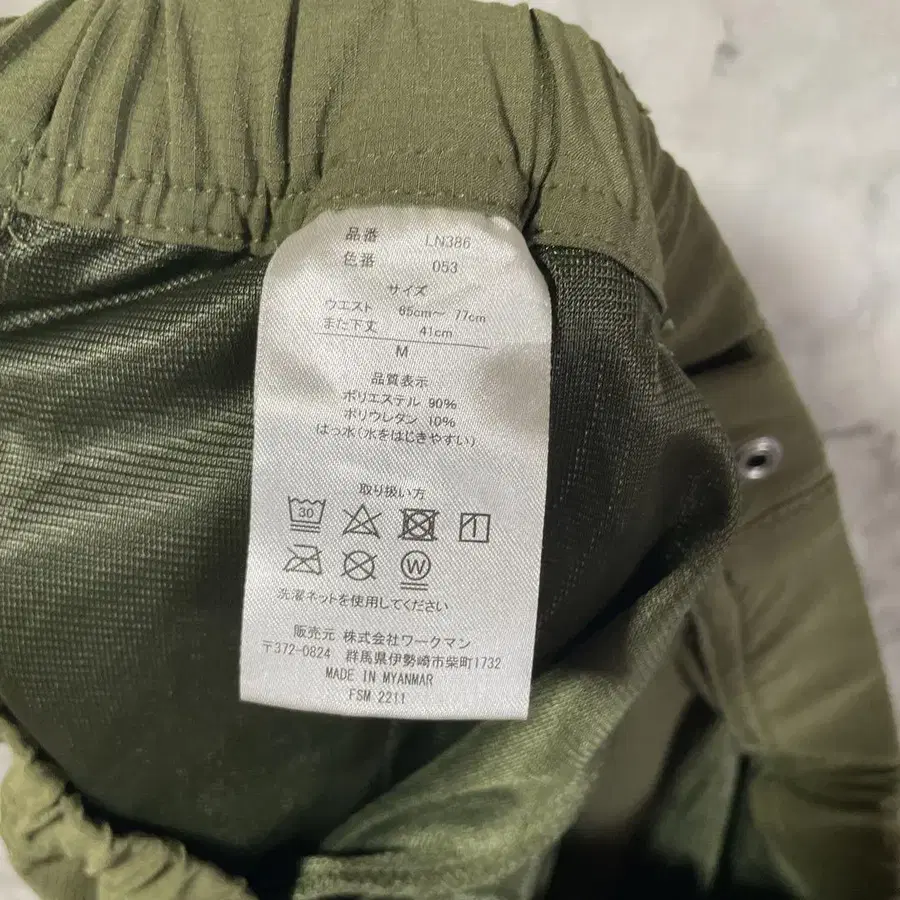 品番 LN386
色番 053
サイズ
ウエスト 65cm～ 77cm
また下丈 41cm
M
品質表示
ポリエステル 90%
ポリウレタン 10%
はっ水(水をはじきやすい)
取り扱い方
30
1
W
洗濯ネットを使用してください
販売元 株式会社ワークマン
〒372-0824 群馬県伊勢崎市柴町1732
MADE IN MYANMAR
FSM 2211